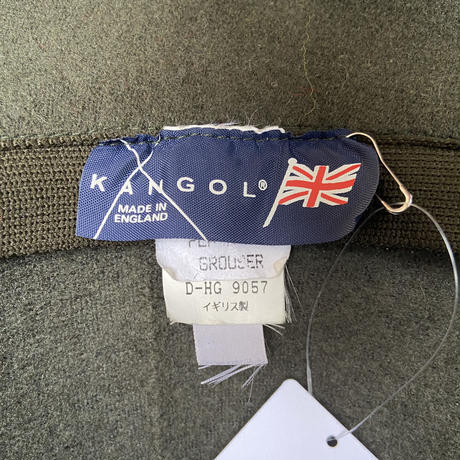 KANGOL®
MADE IN
ENGLAND
GROUSER
D-HG 9057
イギリス製